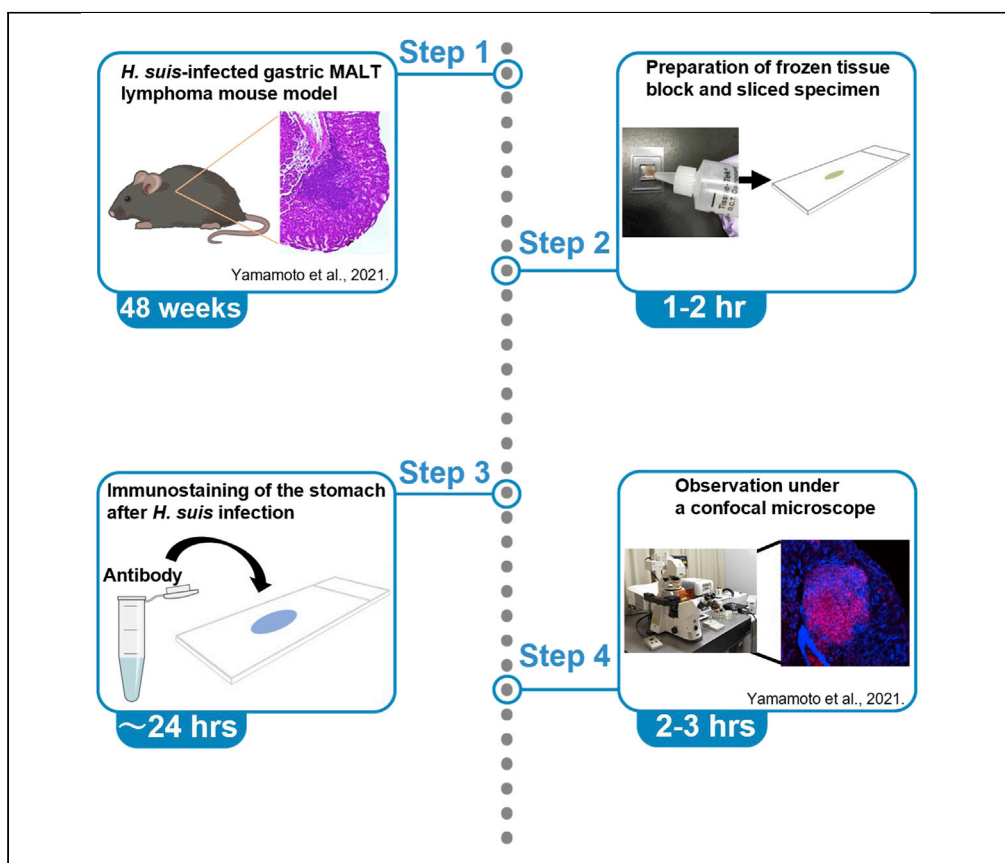 Step 1
H. suis-infected gastric MALT
lymphoma mouse model
Yamamoto et al., 2021.
48 weeks
Step 2
Preparation of frozen tissue
block and sliced specimen
Tissue-Tek
1-2 hr
Step 3
Immunostaining of the stomach
after H. suis infection
Antibody
~24 hrs
Step 4
Observation under
a confocal microscope
Yamamoto et al., 2021.
2-3 hrs